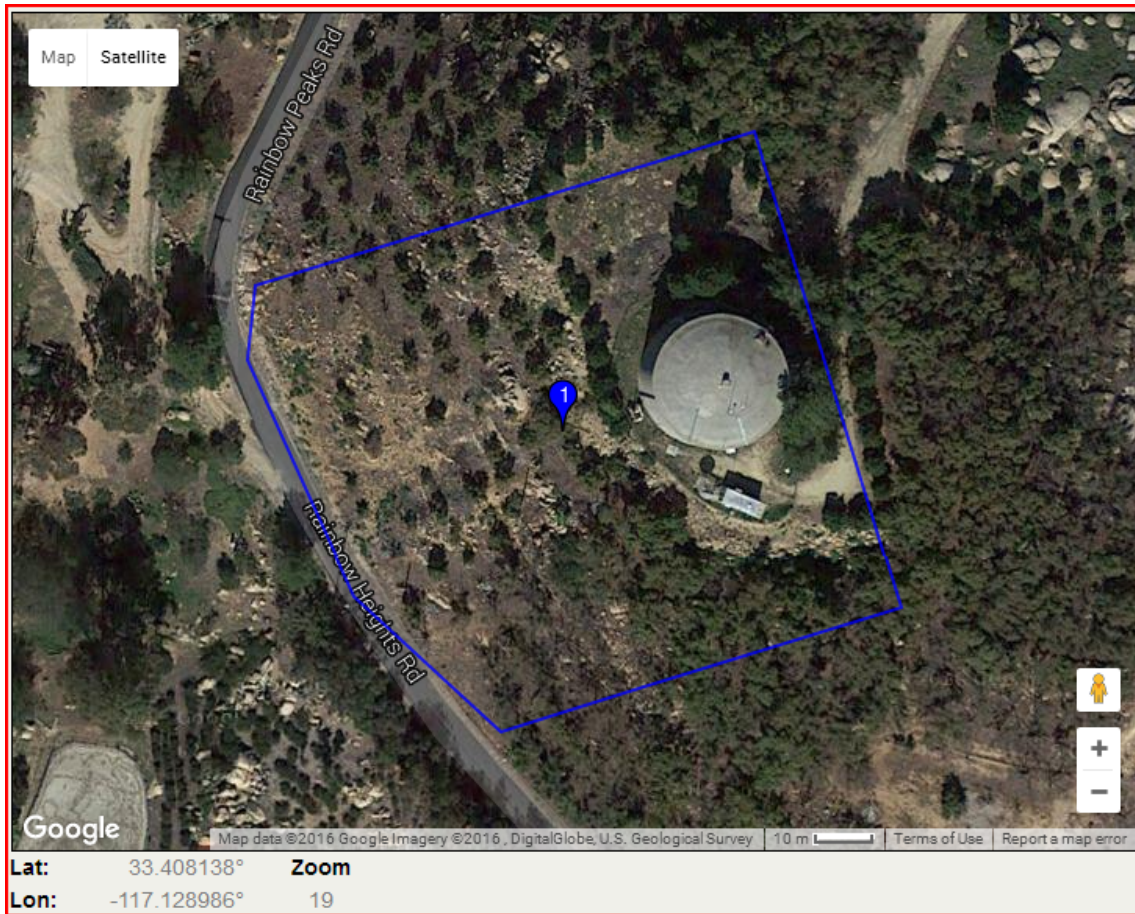 Map Satellite
Rainbow Peaks Rd
1
Rainbow Heights Rd
+
−
Google
Map data ©2016 Google Imagery ©2016 , DigitalGlobe, U.S. Geological Survey 10 m Terms of Use Report a map error
Lat: 33.408138° Zoom
Lon: -117.128986° 19